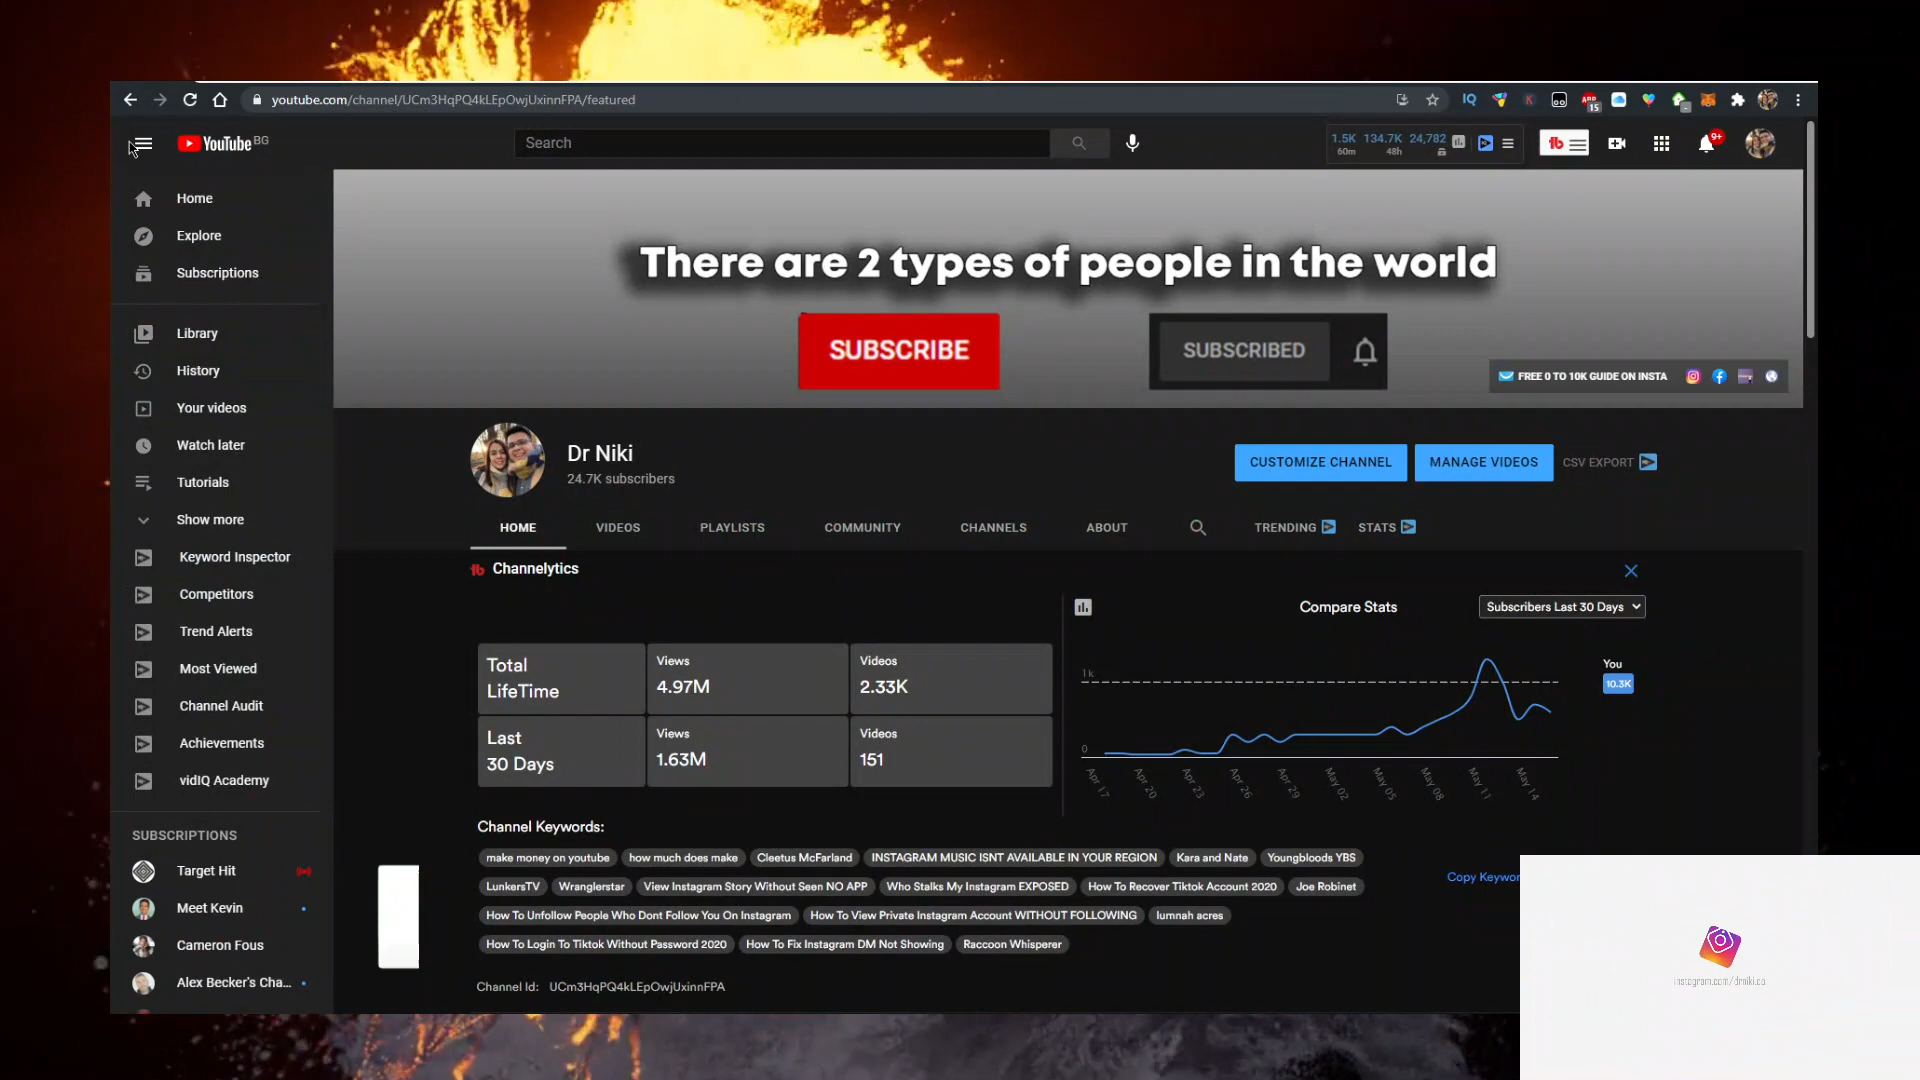 youtube.com/channel/UCm3HqPQ4kLEpOwjUxinnFPA/featured
IQ
15
YouTube BG
Search
1.5K 134.7K 24,782
60m 48h
tb
9+
Home
Explore
Subscriptions
Library
History
Your videos
Watch later
Tutorials
Show more
Keyword Inspector
Competitors
Trend Alerts
Most Viewed
Channel Audit
Achievements
vidIQ Academy
SUBSCRIPTIONS
Target Hit
Meet Kevin
Cameron Fous
Alex Becker's Cha...
There are 2 types of people in the world
SUBSCRIBE
SUBSCRIBED
FREE 0 TO 10K GUIDE ON INSTA
Dr Niki
24.7K subscribers
CUSTOMIZE CHANNEL
MANAGE VIDEOS
CSV EXPORT
HOME VIDEOS PLAYLISTS COMMUNITY CHANNELS ABOUT TRENDING STATS
tb Channelytics
Total LifeTime
Views
4.97M
Videos
2.33K
Last 30 Days
Views
1.63M
Videos
151
Compare Stats
Subscribers Last 30 Days
1k
0
Apr 17 Apr 20 Apr 23 Apr 26 Apr 29 May 02 May 05 May 08 May 11 May 14
You
10.3K
Channel Keywords:
make money on youtube how much does make Cleetus McFarland INSTAGRAM MUSIC ISNT AVAILABLE IN YOUR REGION Kara and Nate Youngbloods YBS
LunkersTV Wranglerstar View Instagram Story Without Seen NO APP Who Stalks My Instagram EXPOSED How To Recover Tiktok Account 2020 Joe Robinet
How To Unfollow People Who Dont Follow You On Instagram How To View Private Instagram Account WITHOUT FOLLOWING lumnah acres
How To Login To Tiktok Without Password 2020 How To Fix Instagram DM Not Showing Raccoon Whisperer
Copy Keywor
Channel Id: UCm3HqPQ4kLEpOwjUxinnFPA
instagram.com/drniki.co